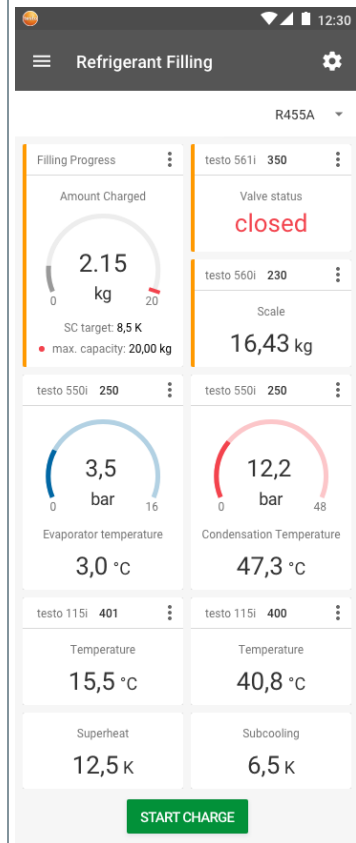 12:30
Refrigerant Filling
R455A
Filling Progress
Amount Charged
2.15
kg
0 20
SC target: 8,5 K
max. capacity: 20,00 kg
testo 561i 350
Valve status
closed
testo 560i 230
Scale
16,43 kg
testo 550i 250
3,5
bar
0 16
Evaporator temperature
3,0 °C
testo 550i 250
12,2
bar
0 48
Condensation Temperature
47,3 °C
testo 115i 401
Temperature
15,5 °C
testo 115i 400
Temperature
40,8 °C
Superheat
12,5 K
Subcooling
6,5 K
START CHARGE